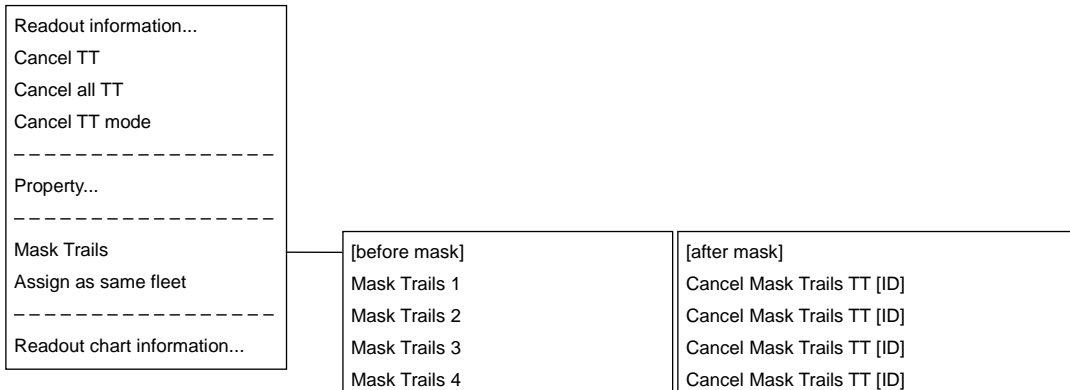 Readout information...
Cancel TT
Cancel all TT
Cancel TT mode
Property...
Mask Trails
Assign as same fleet
Readout chart information...
[before mask]
Mask Trails 1
Mask Trails 2
Mask Trails 3
Mask Trails 4
[after mask]
Cancel Mask Trails TT [ID]
Cancel Mask Trails TT [ID]
Cancel Mask Trails TT [ID]
Cancel Mask Trails TT [ID]